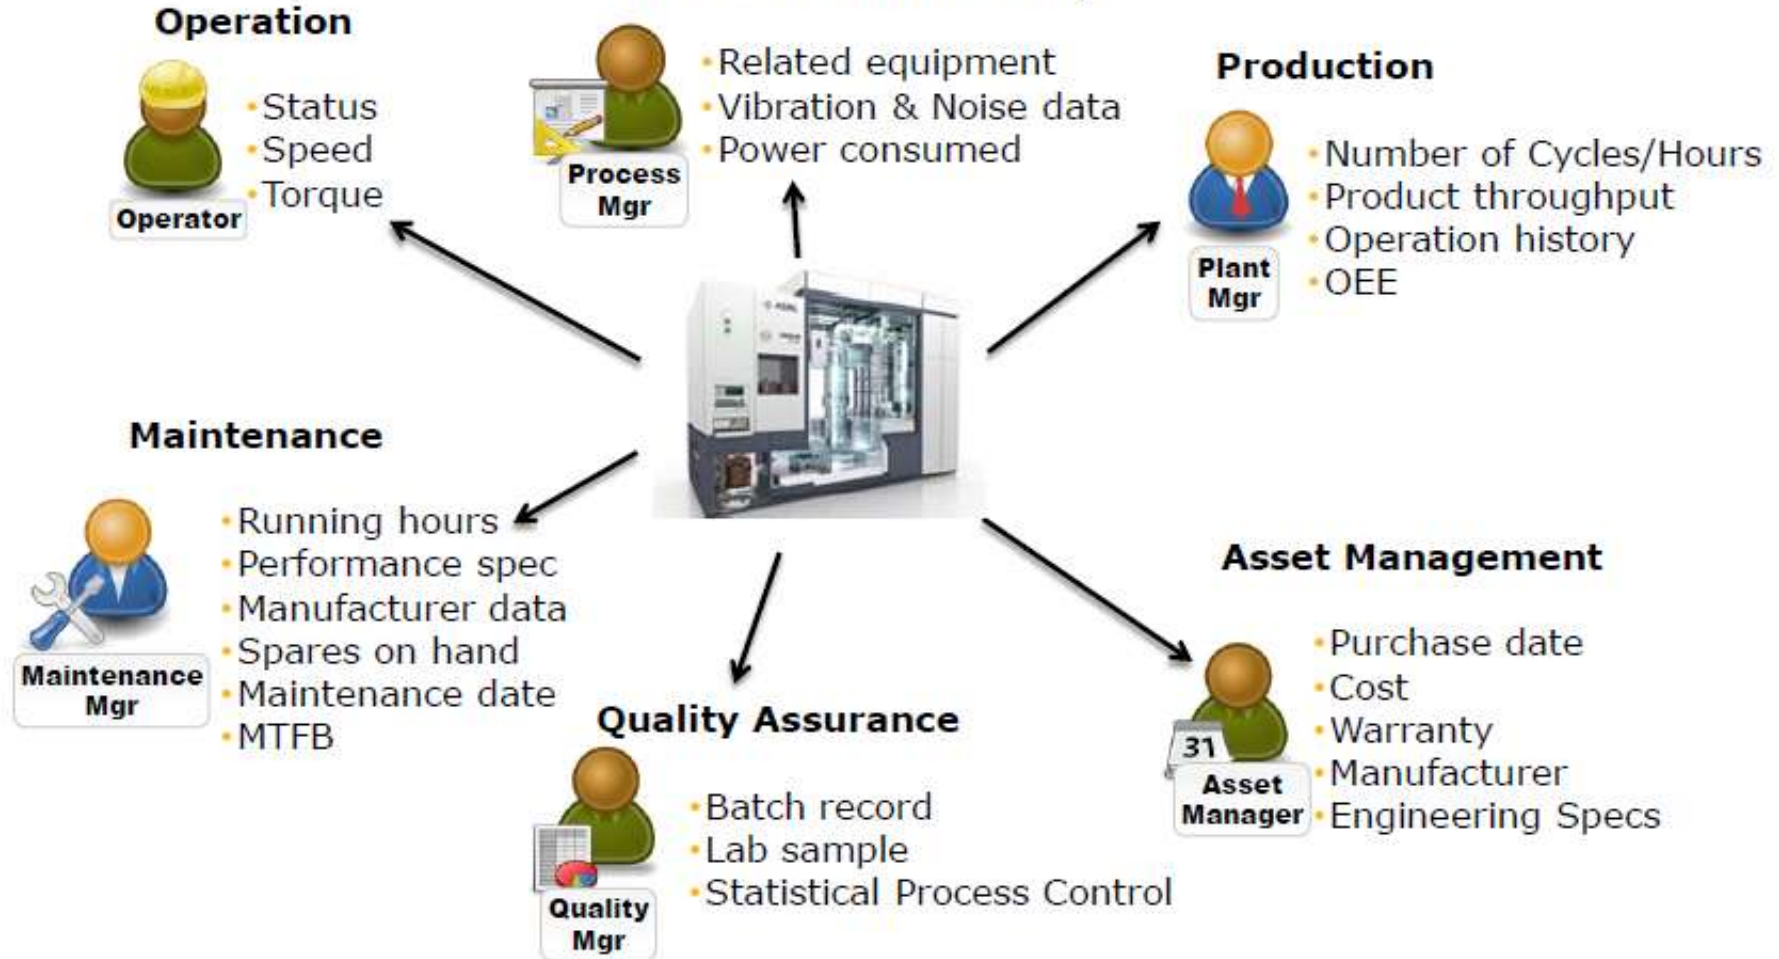 Operation
•Status
•Speed
•Torque
Operator
•Related equipment
•Vibration & Noise data
•Power consumed
Process
Mgr
Production
•Number of Cycles/Hours
•Product throughput
•Operation history
•OEE
Plant
Mgr
Maintenance
•Running hours
•Performance spec
•Manufacturer data
•Spares on hand
•Maintenance date
•MTFB
Maintenance
Mgr
Quality Assurance
•Batch record
•Lab sample
•Statistical Process Control
Quality
Mgr
Asset Management
•Purchase date
•Cost
•Warranty
•Manufacturer
•Engineering Specs
31
Asset
Manager